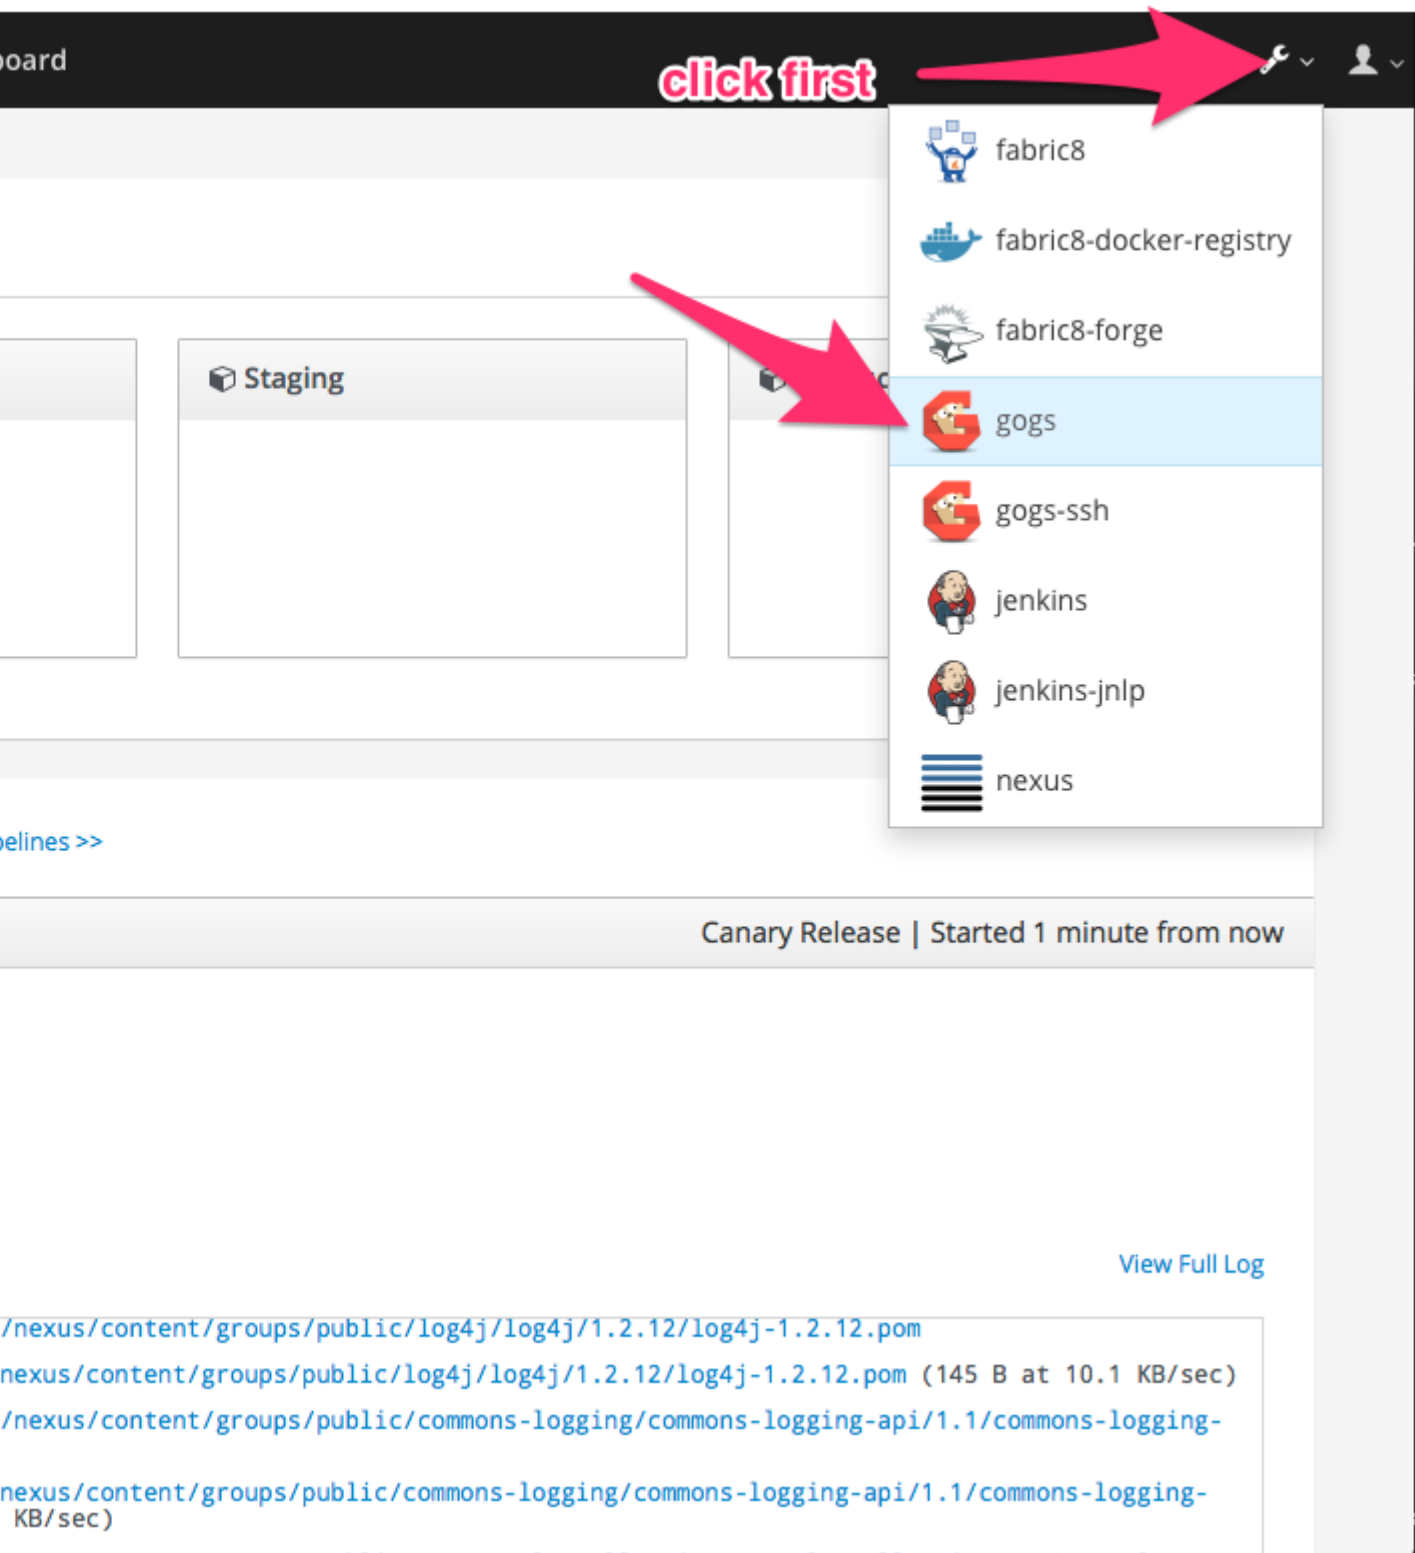 board
click first
fabric8
fabric8-docker-registry
fabric8-forge
Staging
gogs
gogs-ssh
jenkins
jenkins-jnlp
nexus
pelines >>
Canary Release | Started 1 minute from now
View Full Log
/nexus/content/groups/public/log4j/log4j/1.2.12/log4j-1.2.12.pom
nexus/content/groups/public/log4j/log4j/1.2.12/log4j-1.2.12.pom (145 B at 10.1 KB/sec)
/nexus/content/groups/public/commons-logging/commons-logging-api/1.1/commons-logging-
nexus/content/groups/public/commons-logging/commons-logging-api/1.1/commons-logging-
KB/sec)